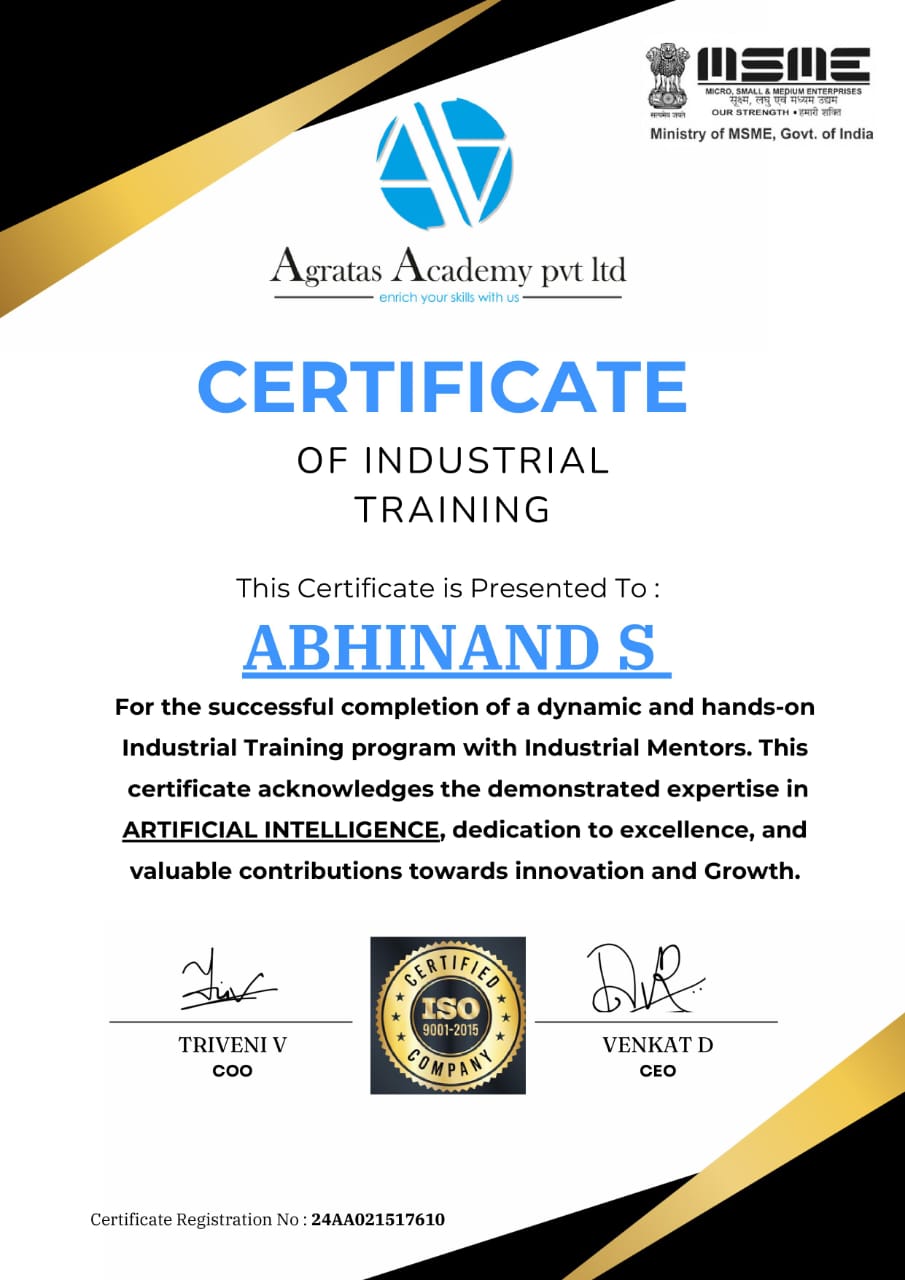 MSME
MICRO, SMALL & MEDIUM ENTERPRISES
सूक्ष्म, लघु एवं मध्यम उद्यम
सत्यमेव जयते
OUR STRENGTH • हमारी शक्ति
Ministry of MSME, Govt. of India
Agratas Academy pvt ltd
enrich your skills with us
CERTIFICATE
OF INDUSTRIAL
TRAINING
This Certificate is Presented To :
ABHINAND S
For the successful completion of a dynamic and hands-on
Industrial Training program with Industrial Mentors. This
certificate acknowledges the demonstrated expertise in
ARTIFICIAL INTELLIGENCE, dedication to excellence, and
valuable contributions towards innovation and Growth.
CERTIFIED
ISO
9001-2015
COMPANY
TRIVENI V
COO
VENKAT D
CEO
Certificate Registration No : 24AA021517610